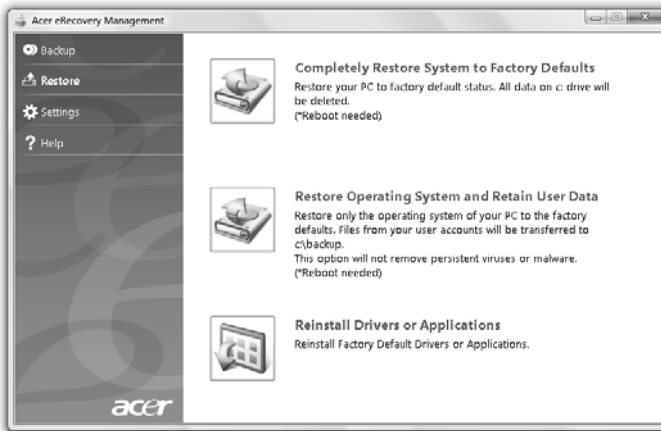 Acer eRecovery Management
Backup
Restore
Settings
Help
Completely Restore System to Factory Defaults
Restore your PC to factory default status. All data on c: drive will
be deleted.
(*Reboot needed)
Restore Operating System and Retain User Data
Restore only the operating system of your PC to the factory
defaults. Files from your user accounts will be transferred to
c:\backup.
This option will not remove persistent viruses or malware.
(*Reboot needed)
Reinstall Drivers or Applications
Reinstall Factory Default Drivers or Applications.
acer